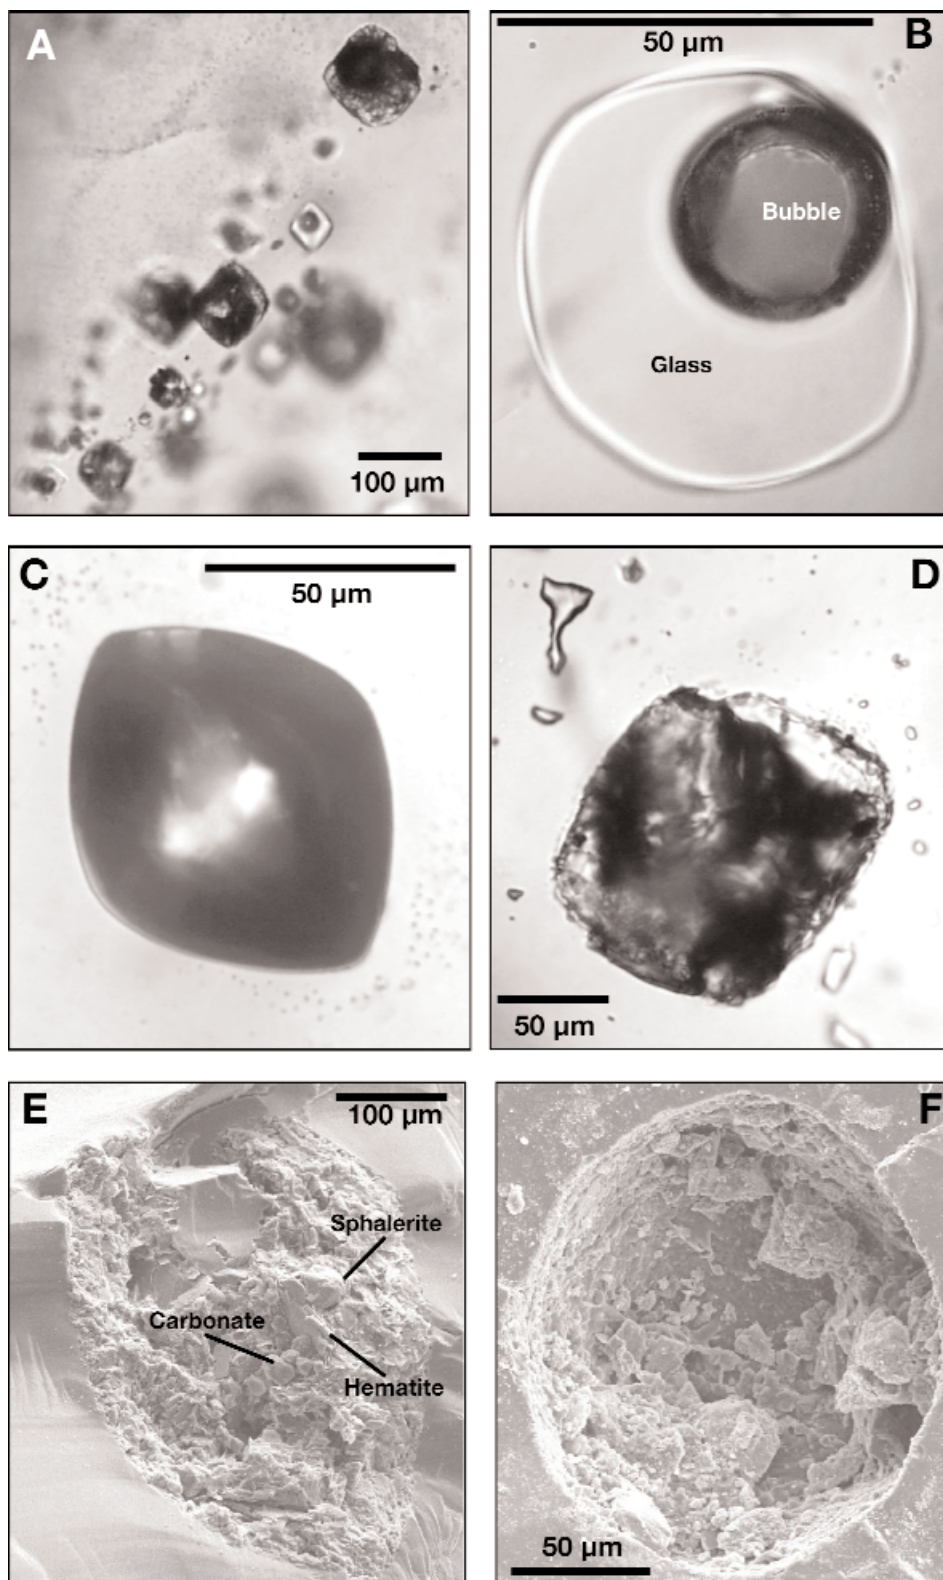 A
100 µm
50 µm
B
Bubble
Glass
C
50 µm
D
50 µm
E
100 µm
Sphalerite
Carbonate
Hematite
F
50 µm